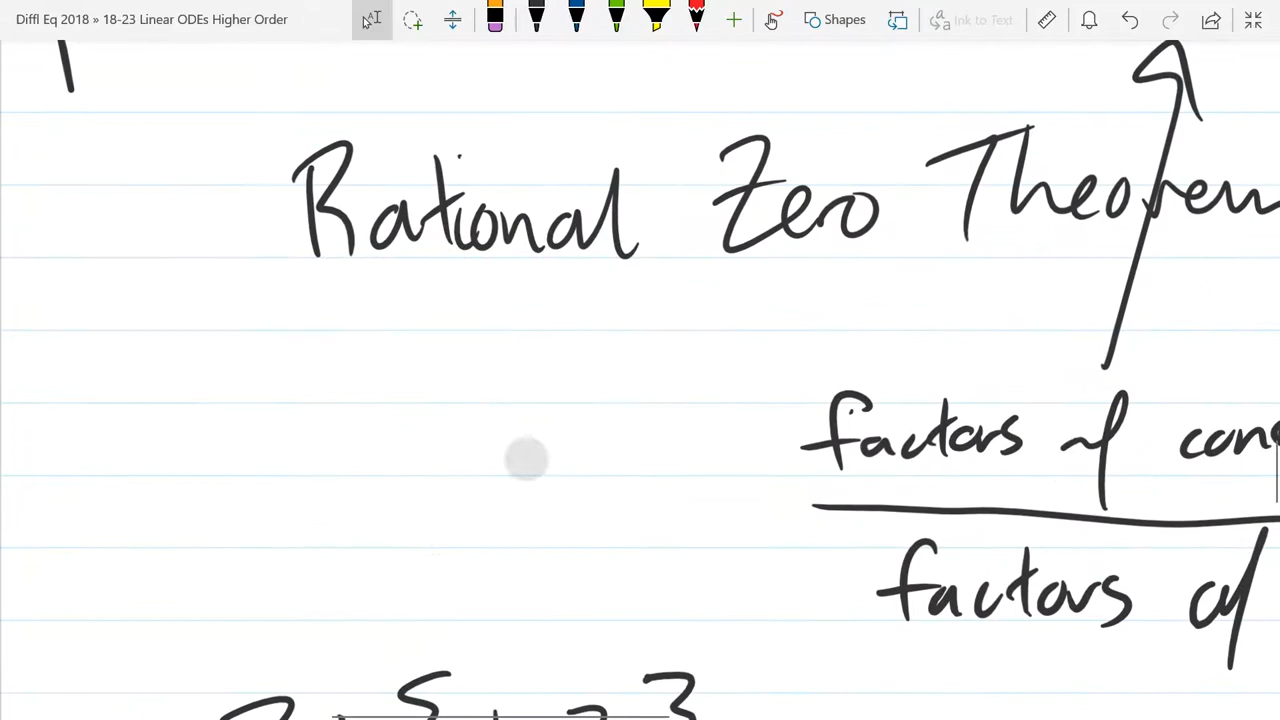 Diffl Eq 2018 » 18-23 Linear ODEs Higher Order
Shapes
Ink to Text
Rational Zero Theorem
factors of cons
factors of